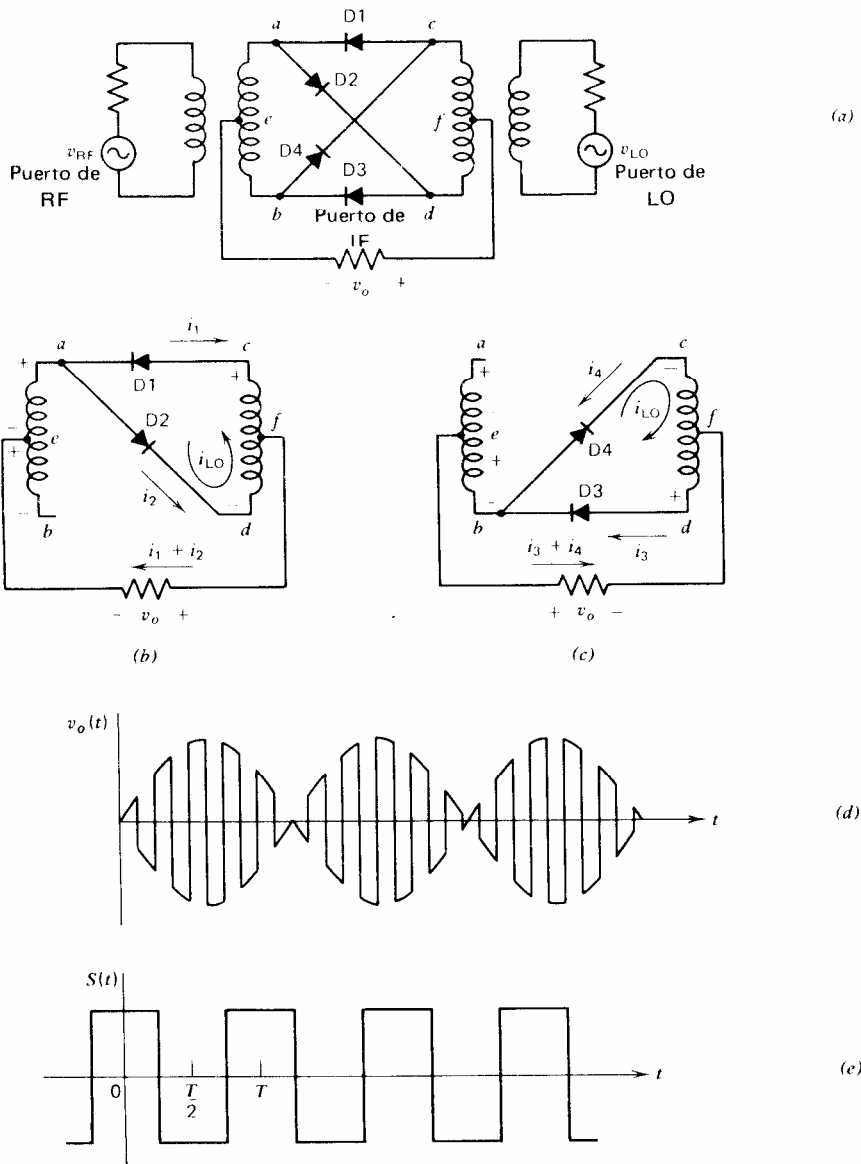 D1
a
c
D2
(a)
e
f
v_RF
D4
v_LO
Puerto de
RF
D3
Puerto de
LO
b
Puerto de
IF
d
- v_o +
i_1
a
c
+
+
D1
D2
-
+
e
i_LO
f
i_2
-
-
b
d
i_1 + i_2
- v_o +
(b)
a
c
+
-
i_4
i_LO
e
f
+
D4
D3
-
+
b
d
i_3 + i_4
i_3
+ v_o -
(c)
v_o(t)
t
(d)
S(t)
0
T/2
T
t
(e)